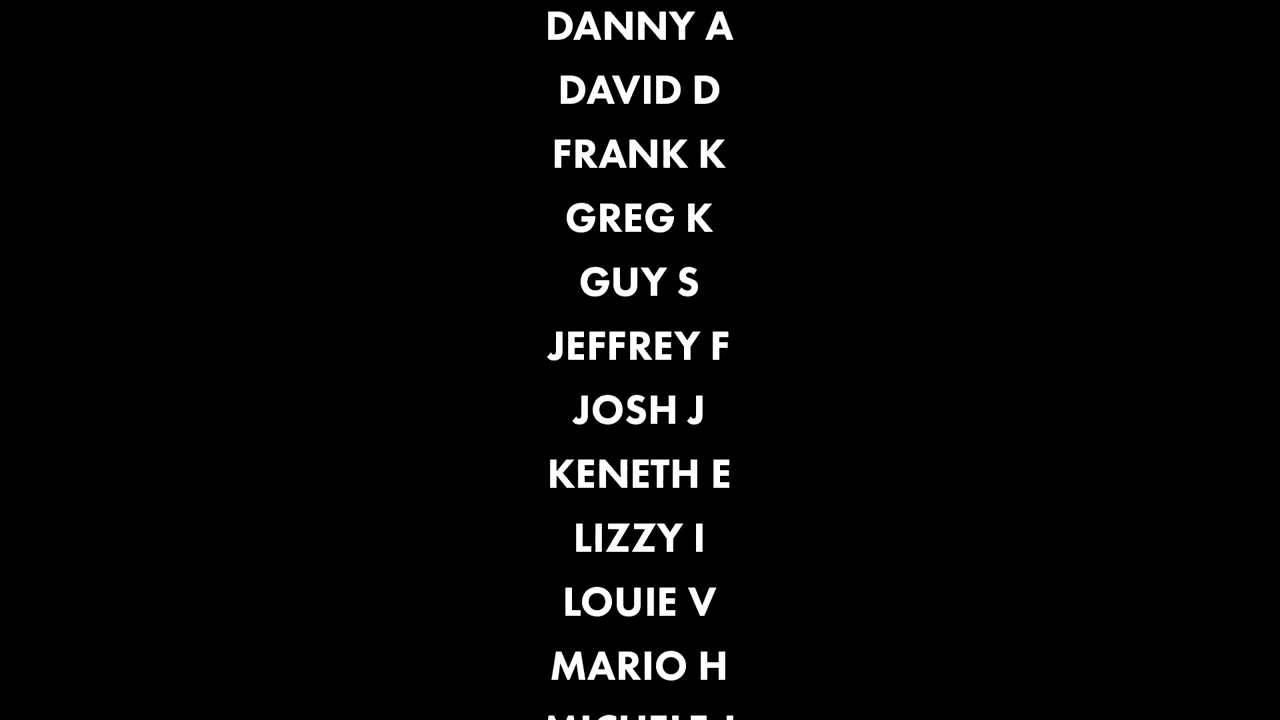 DANNY A
DAVID D
FRANK K
GREG K
GUY S
JEFFREY F
JOSH J
KENETH E
LIZZY I
LOUIE V
MARIO H